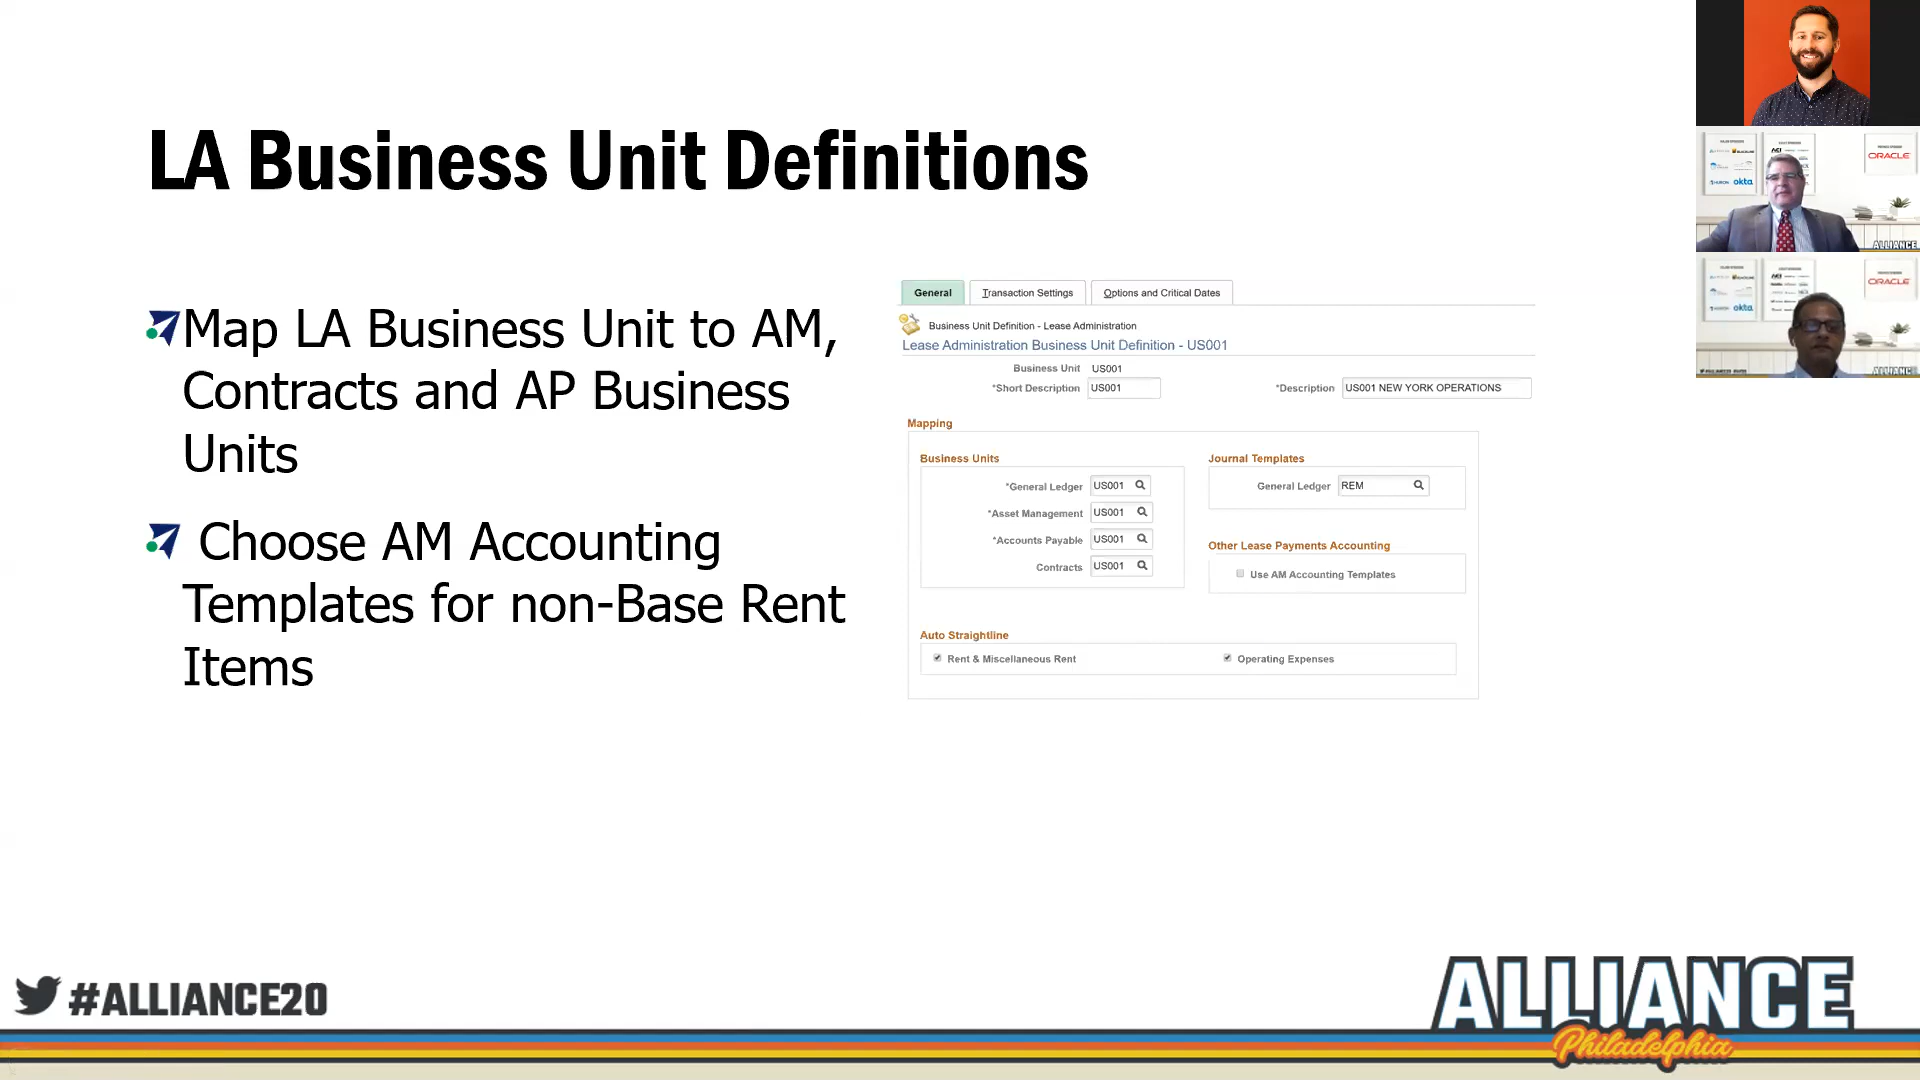 LA Business Unit Definitions
Map LA Business Unit to AM,
Contracts and AP Business
Units
Choose AM Accounting
Templates for non-Base Rent
Items
General
Transaction Settings
Options and Critical Dates
Business Unit Definition - Lease Administration
Lease Administration Business Unit Definition - US001
Business Unit US001
*Short Description US001
*Description US001 NEW YORK OPERATIONS
Mapping
Business Units
*General Ledger US001
*Asset Management US001
*Accounts Payable US001
Contracts US001
Journal Templates
General Ledger REM
Other Lease Payments Accounting
Use AM Accounting Templates
Auto Straightline
Rent & Miscellaneous Rent
Operating Expenses
ORACLE
okta
ALLIANCE
ORACLE
okta
ALLIANCE
#ALLIANCE20
ALLIANCE
Philadelphia